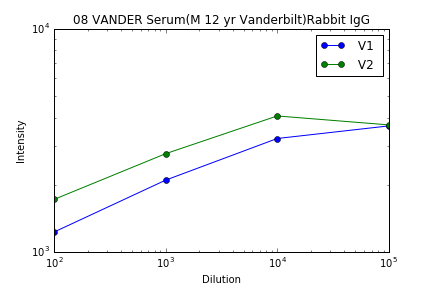 08 VANDER Serum(M 12 yr Vanderbilt)Rabbit IgG
10⁴
V1
V2
Intensity
10³
10² 10³ 10⁴ 10⁵
Dilution